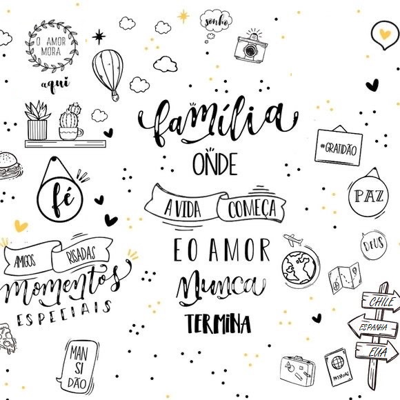 O AMOR
MORA
aqui
sonho
família
ONDE
A VIDA COMEÇA
E O AMOR
Nunca
TERMINA
#GRATIDÃO
fé
PAZ
DEUS
AMIGOS RISADAS
Momentos
ESPECIAIS
MAN
SI
DÃO
CHILE
ESPANHA
EUA